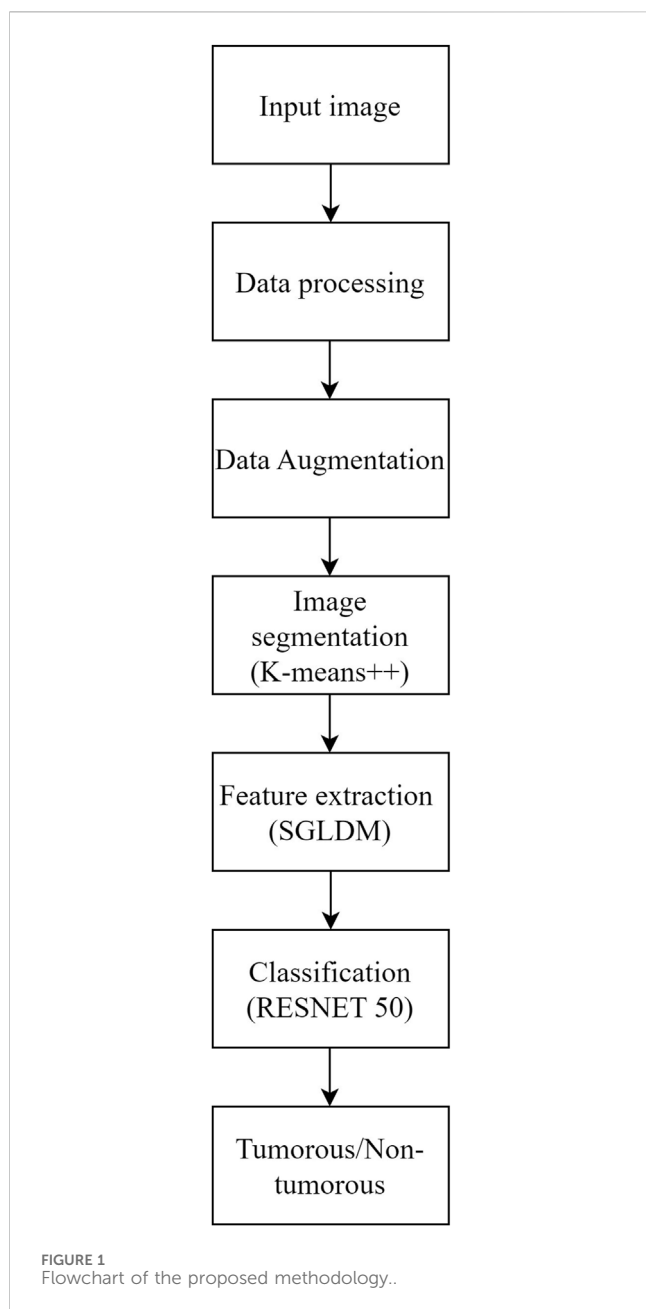 Input image
Data processing
Data Augmentation
Image
segmentation
(K-means++)
Feature extraction
(SGLDM)
Classification
(RESNET 50)
Tumorous/Non-
tumorous
FIGURE 1
Flowchart of the proposed methodology..